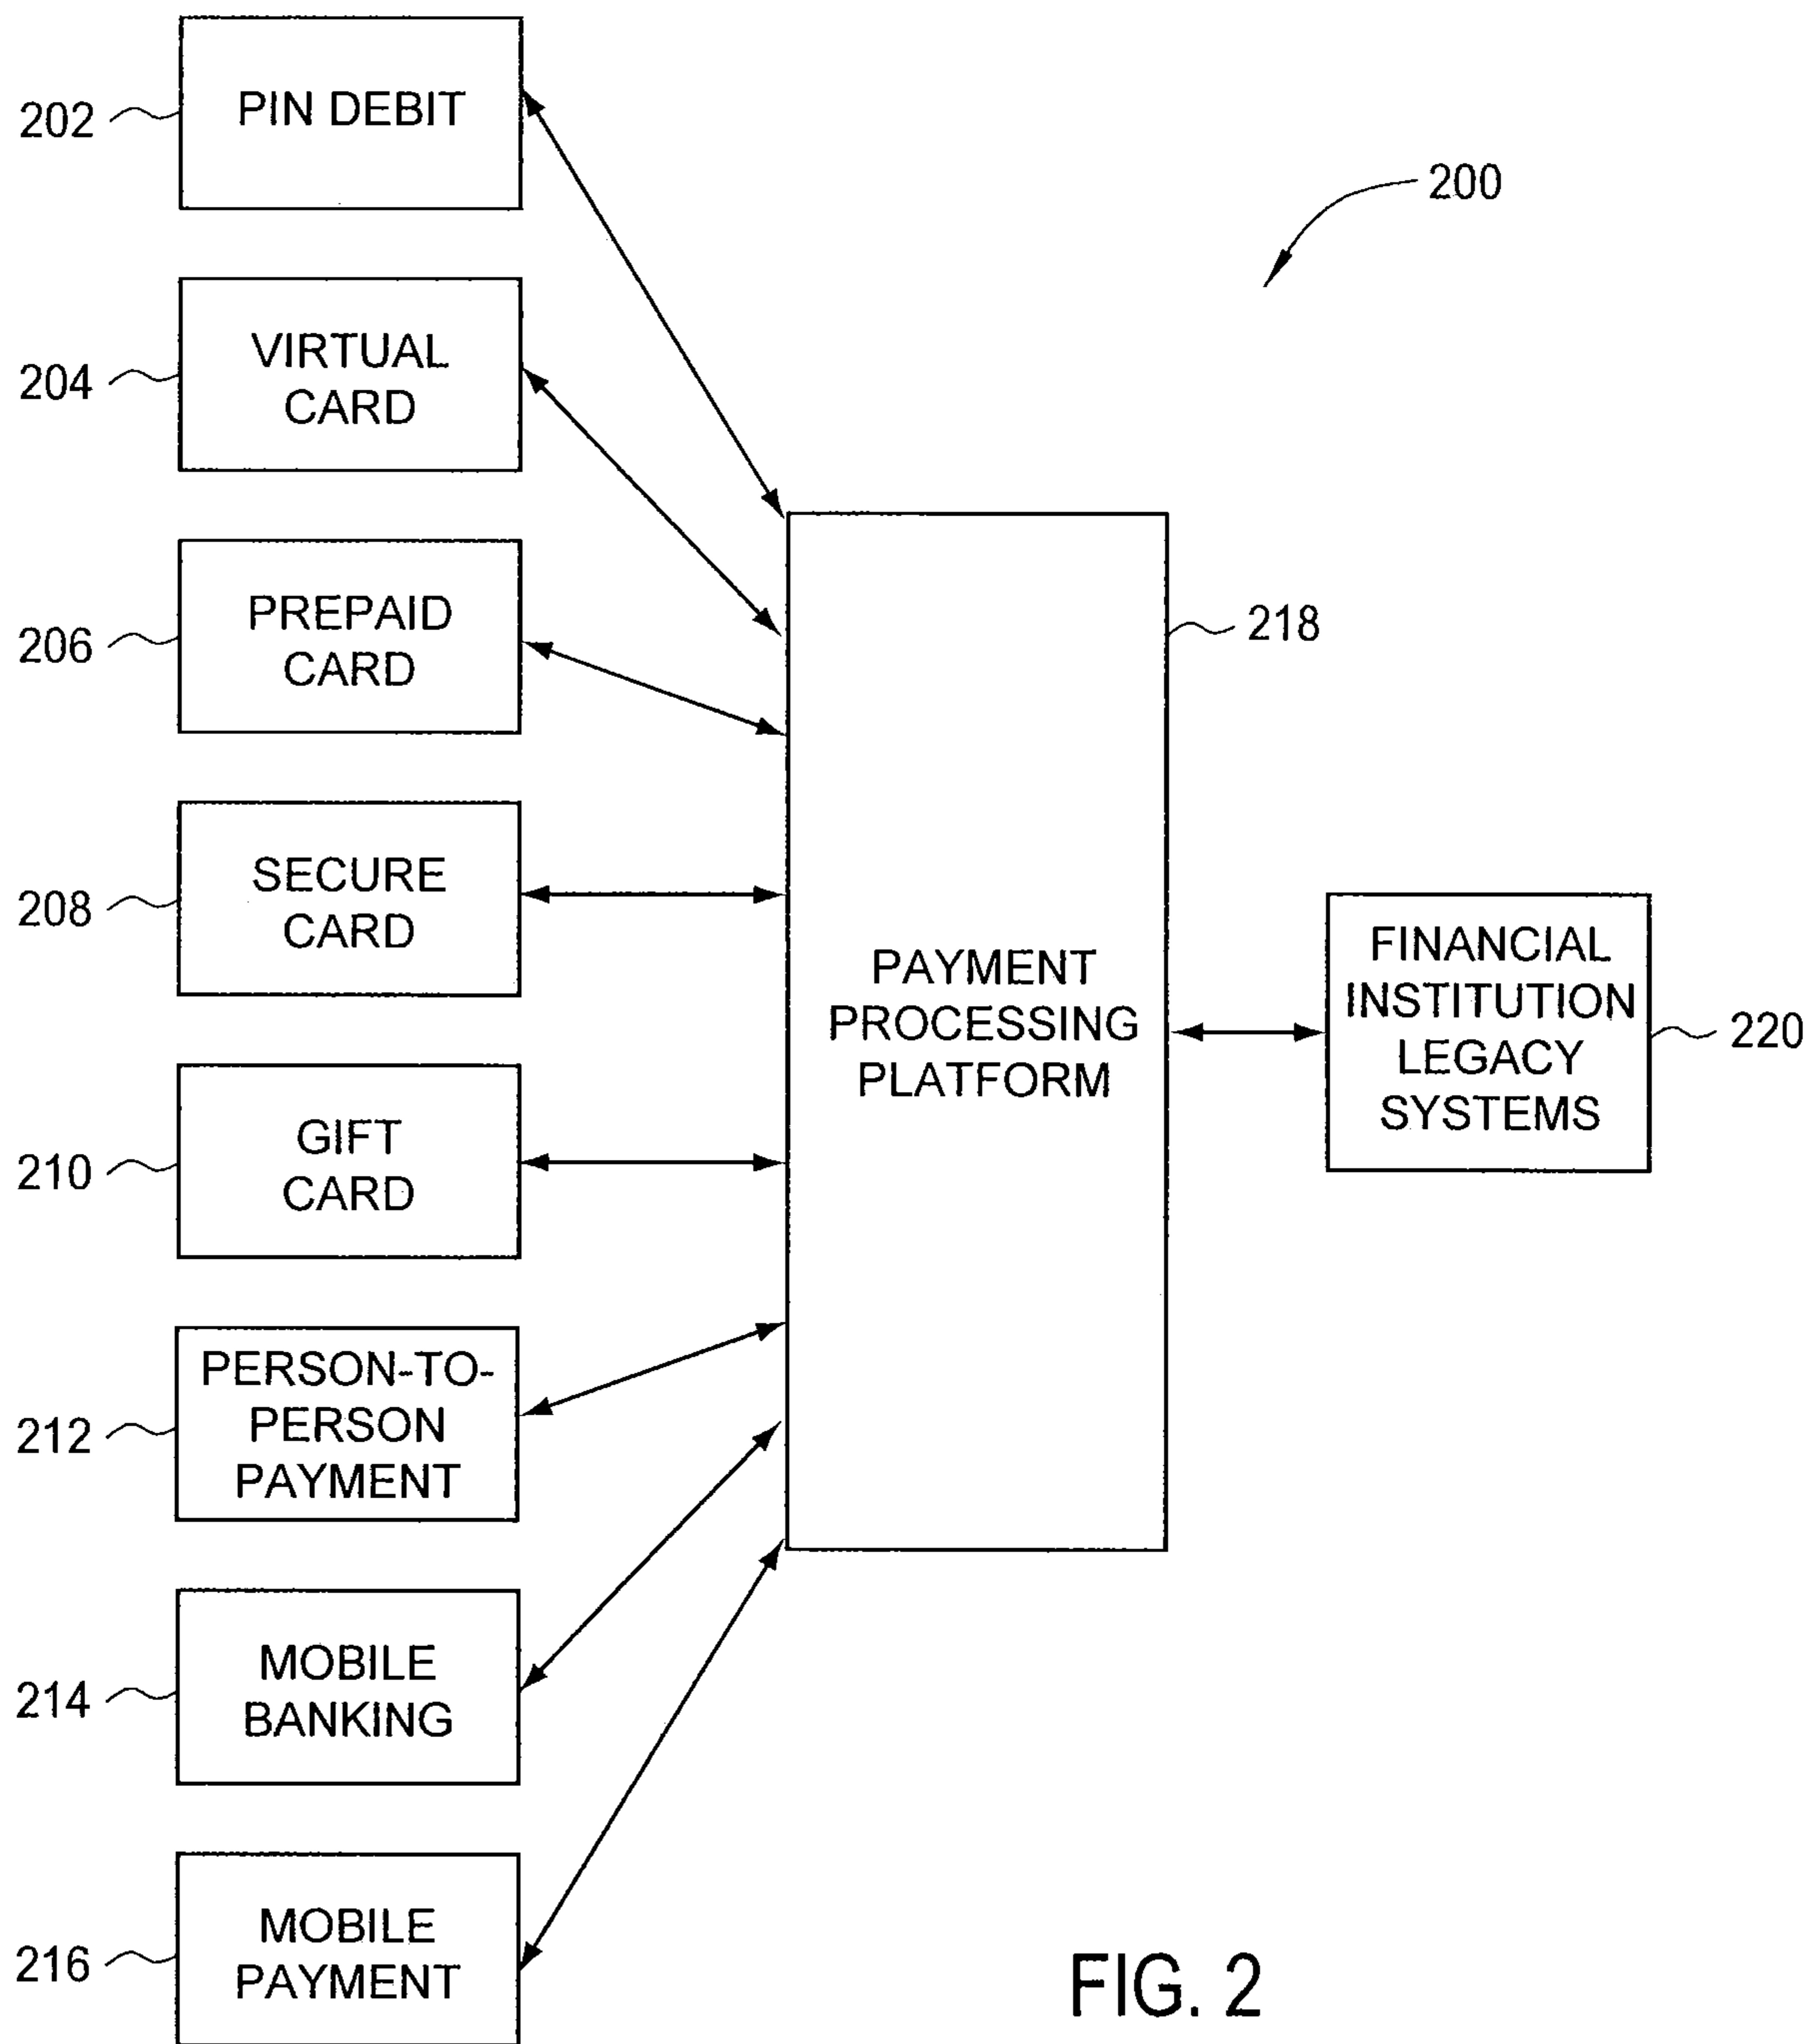 202
PIN DEBIT
200
204
VIRTUAL
CARD
206
PREPAID
CARD
218
208
SECURE
CARD
PAYMENT
PROCESSING
PLATFORM
FINANCIAL
INSTITUTION
LEGACY
SYSTEMS
220
210
GIFT
CARD
212
PERSON-TO-
PERSON
PAYMENT
214
MOBILE
BANKING
216
MOBILE
PAYMENT
FIG. 2